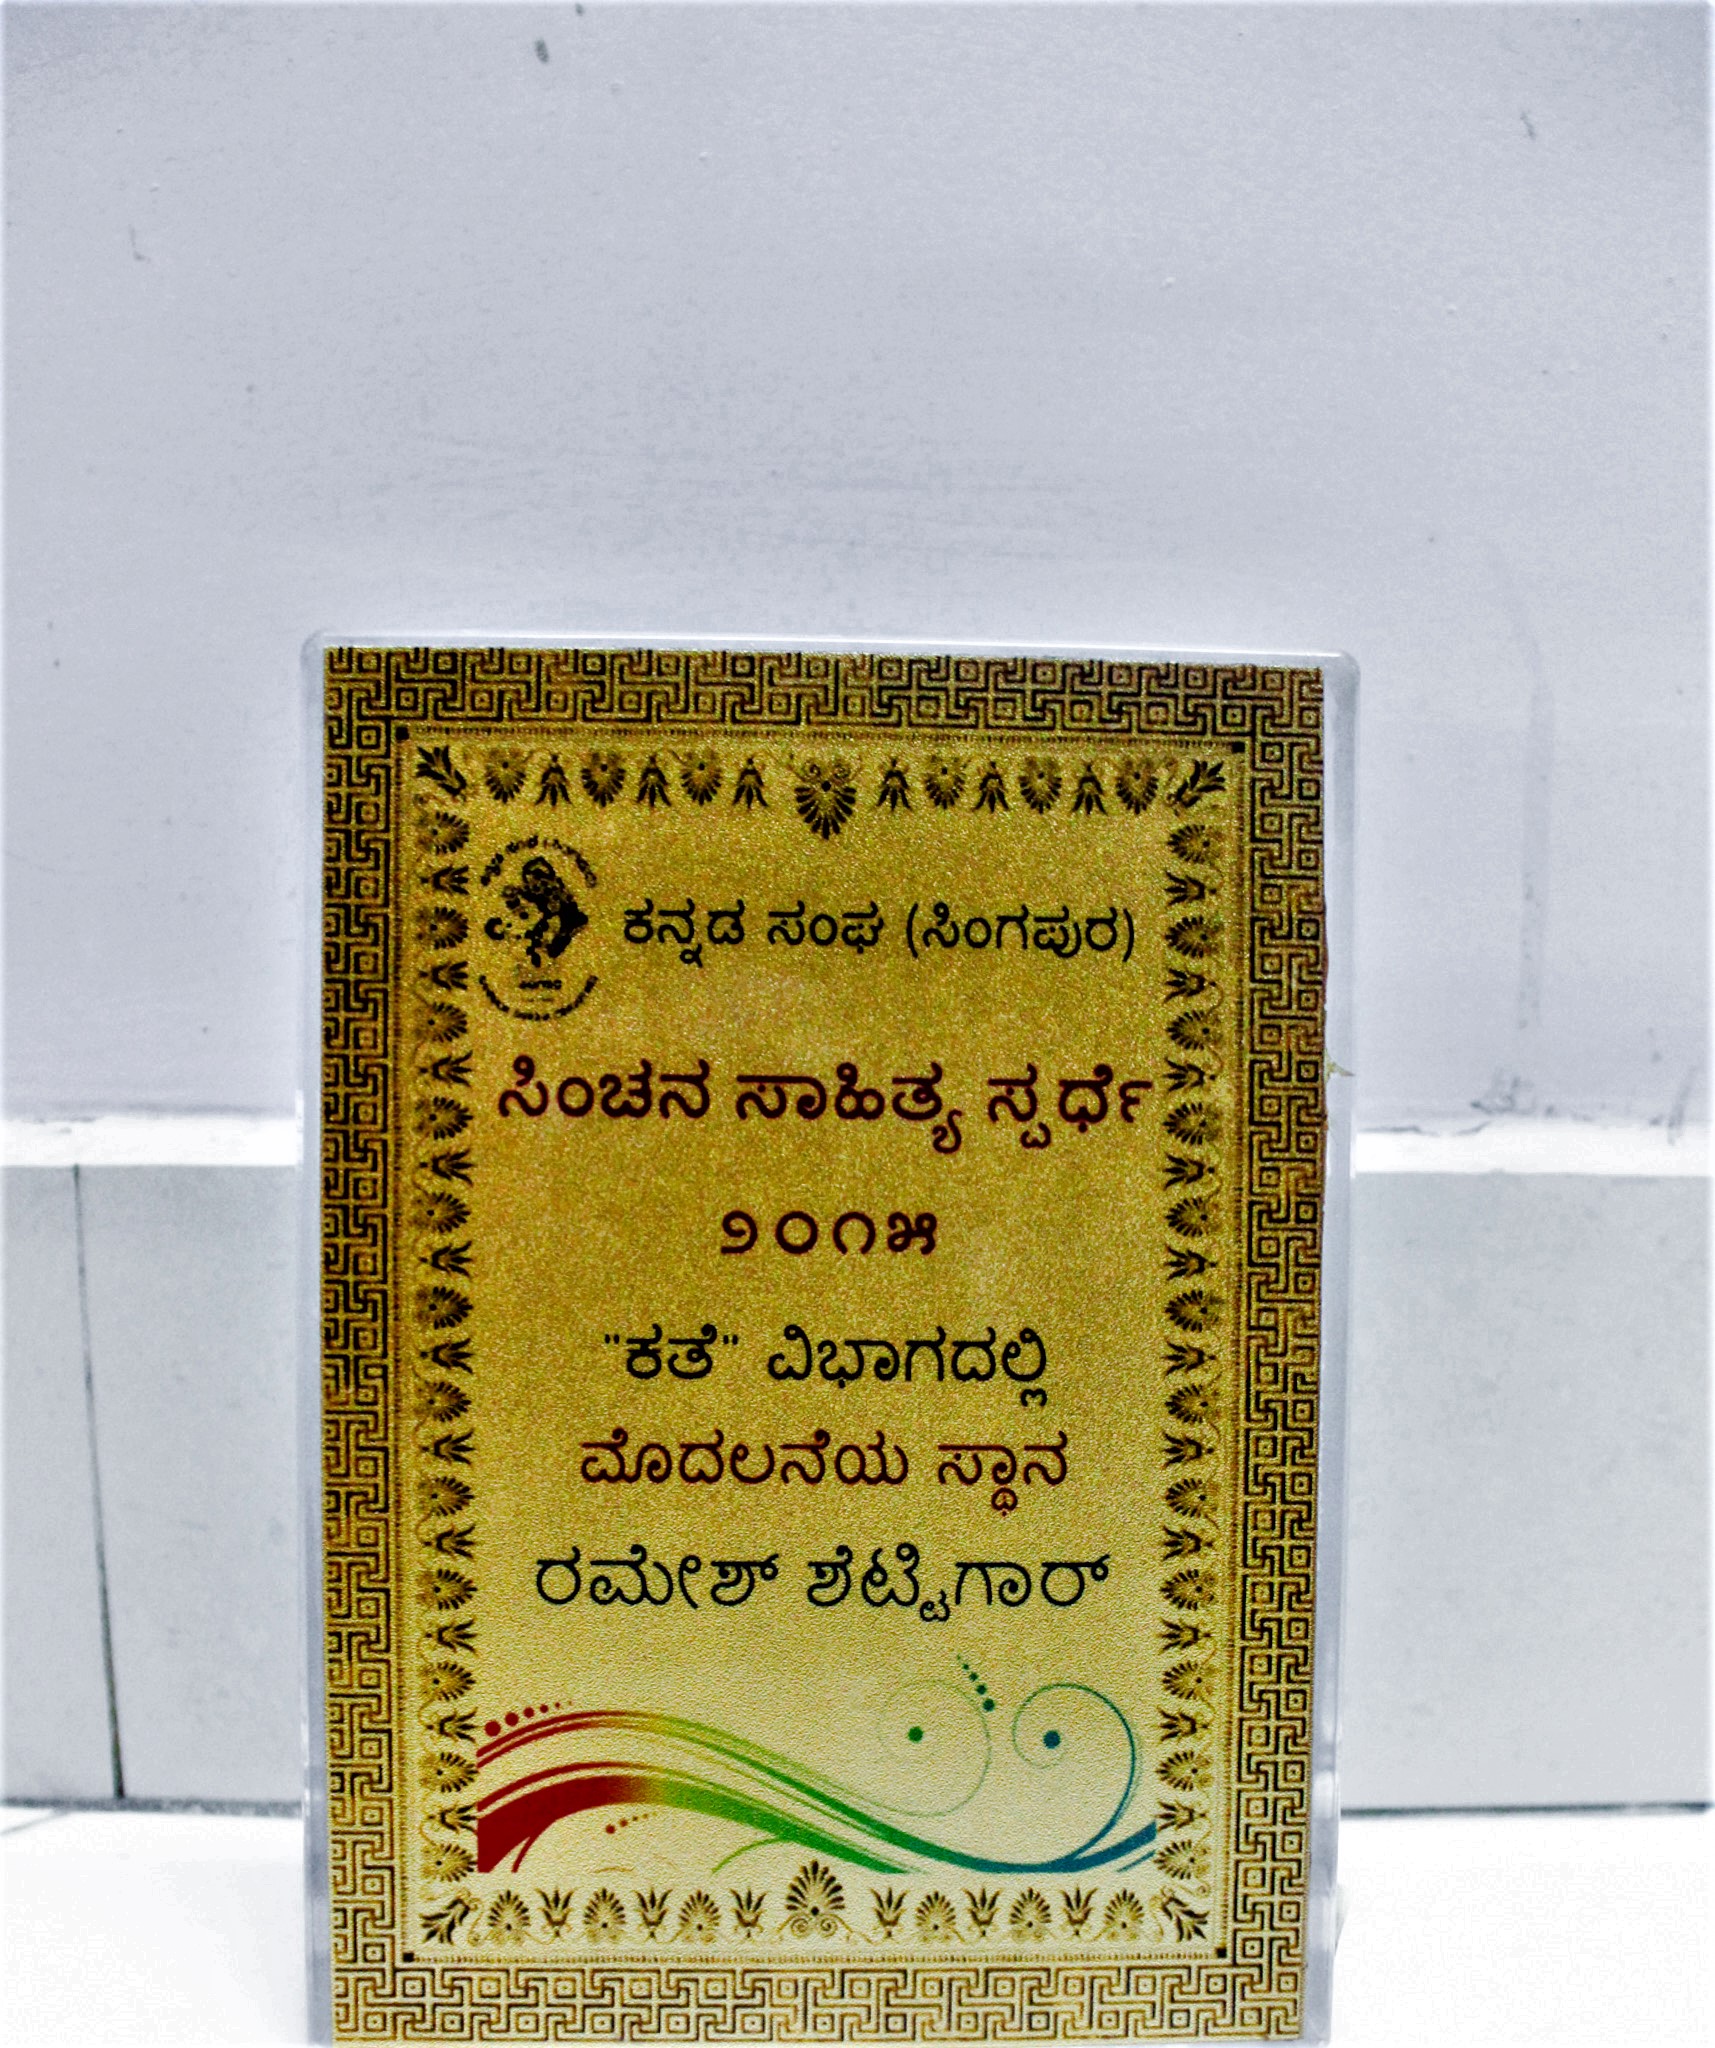 ಕನ್ನಡ ಸಂಘ (ಸಿಂಗಪುರ)
ಸಿಂಚನ ಸಾಹಿತ್ಯ ಸ್ಪರ್ಧೆ
೨೦೧೫
"ಕತೆ" ವಿಭಾಗದಲ್ಲಿ
ಮೊದಲನೆಯ ಸ್ಥಾನ
ರಮೇಶ್ ಶೆಟ್ಟಿಗಾರ್